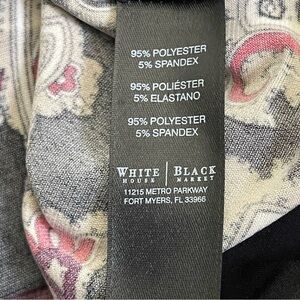 95% POLYESTER
5% SPANDEX
95% POLIÉSTER
5% ELASTANO
95% POLYESTER
5% SPANDEX
WHITE | BLACK
HOUSE | MARKET
11215 METRO PARKWAY
FORT MYERS, FL 33966